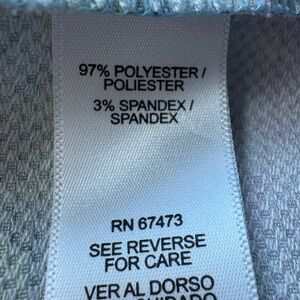 97% POLYESTER /
POLIESTER
3% SPANDEX /
SPANDEX
RN 67473
SEE REVERSE
FOR CARE
VER AL DORSO